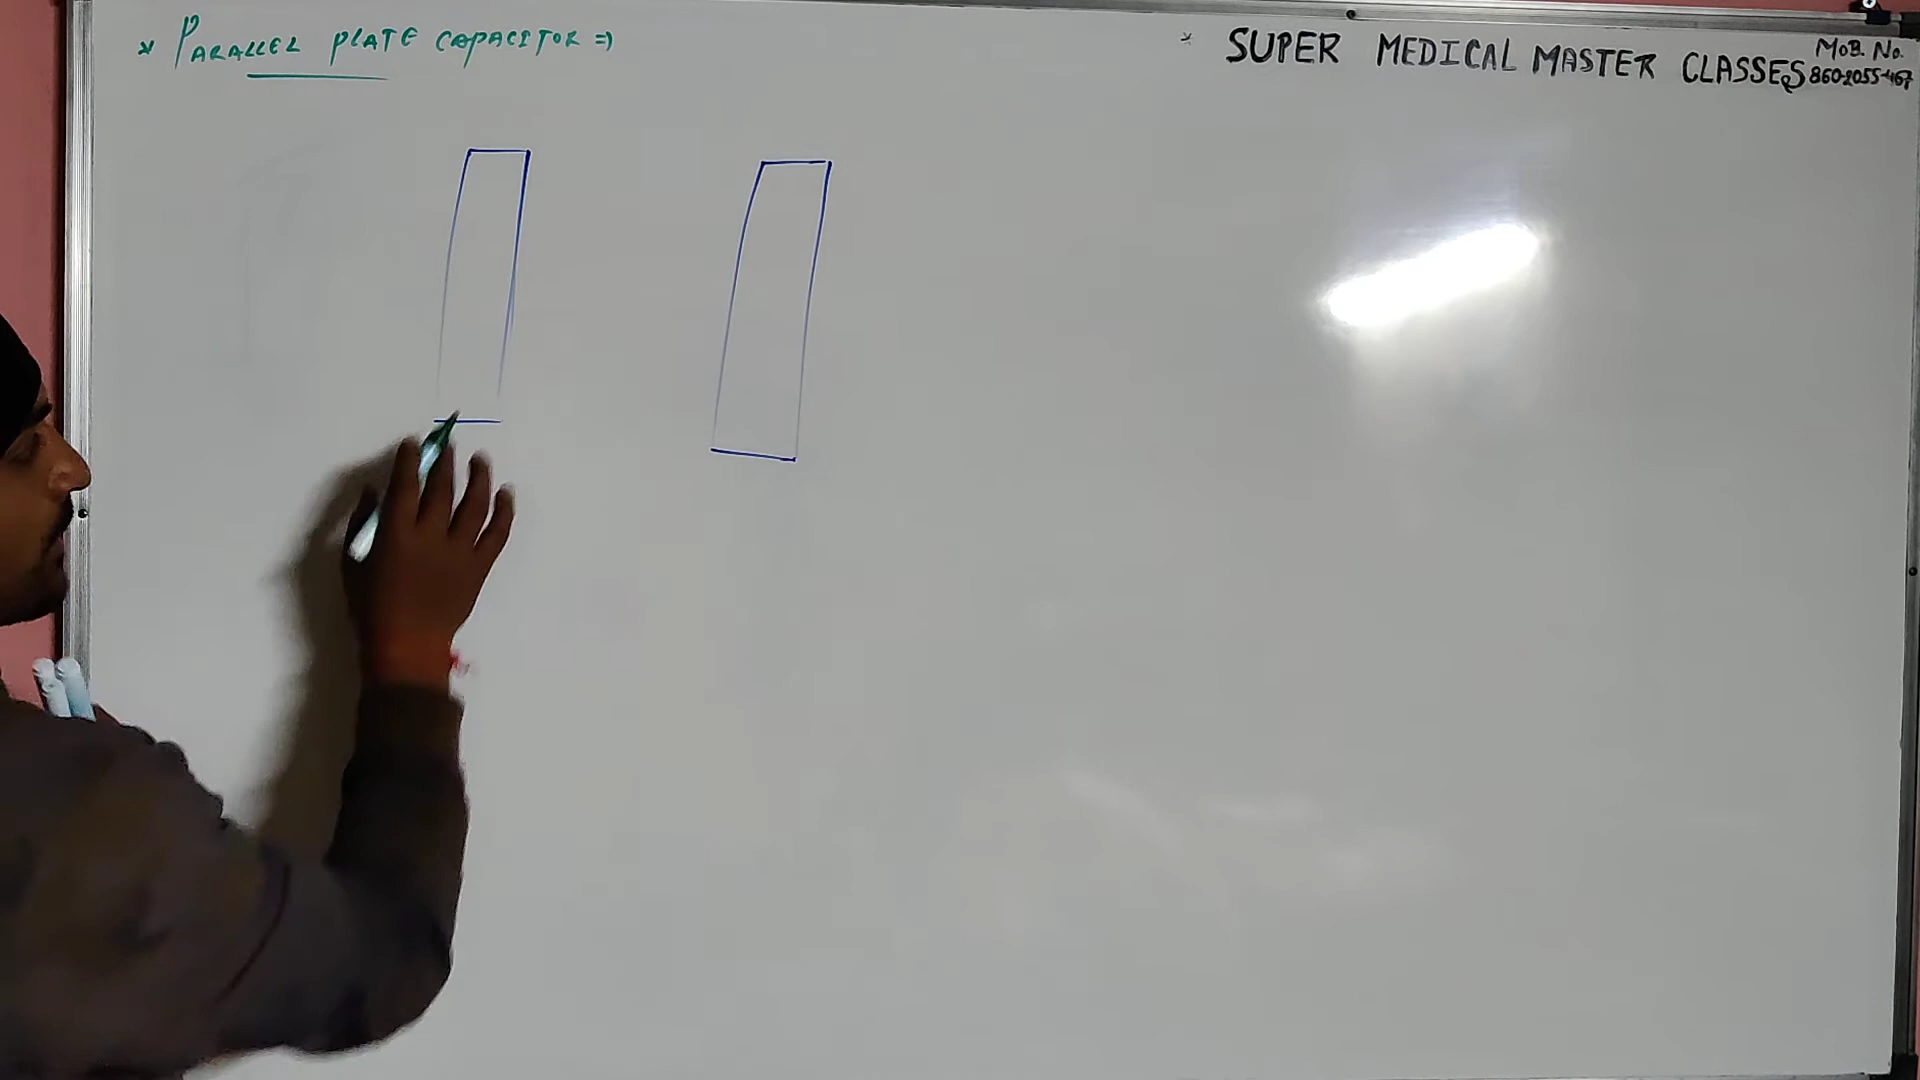 * PARALLEL PLATE CAPACITOR =)
* SUPER MEDICAL MASTER CLASSES
MOB. No.
860-2055-467